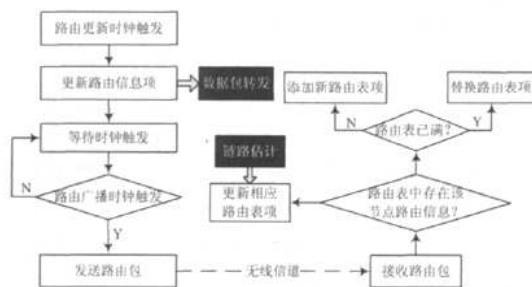 路由更新时钟触发
更新路由信息项
数据包转发
等待时钟触发
N
路由广播时钟触发
Y
发送路由包
无线信道
接收路由包
路由表中存在该
节点路由信息?
链路估计
更新相应
路由表项
路由表已满?
N
Y
添加新路由表项
替换路由表项